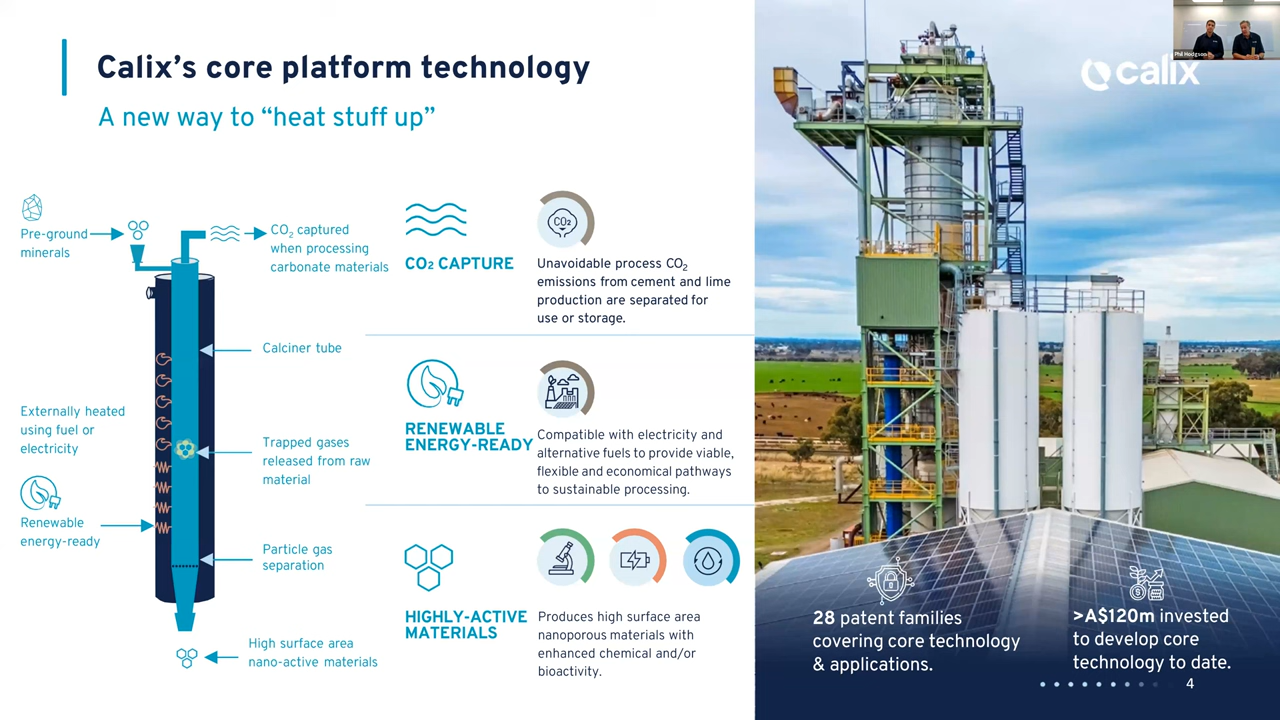 Calix's core platform technology
A new way to “heat stuff up”
Pre-ground
minerals
CO₂ captured
when processing
carbonate materials
Calciner tube
Externally heated
using fuel or
electricity
Trapped gases
released from raw
material
Renewable
energy-ready
Particle gas
separation
High surface area
nano-active materials
CO₂ CAPTURE
CO₂
Unavoidable process CO₂
emissions from cement and lime
production are separated for
use or storage.
RENEWABLE
ENERGY-READY
Compatible with electricity and
alternative fuels to provide viable,
flexible and economical pathways
to sustainable processing.
HIGHLY-ACTIVE
MATERIALS
Produces high surface area
nanoporous materials with
enhanced chemical and/or
bioactivity.
Phil Hodgson
calix
28 patent families
covering core technology
& applications.
>A$120m invested
to develop core
technology to date.
4